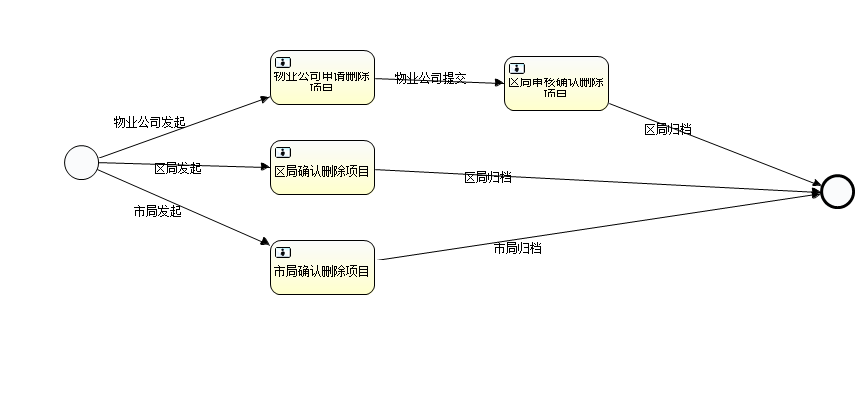 物业公司申请删除
项目
物业公司提交
区局审核确认删除
项目
物业公司发起
区局归档
区局发起
区局确认删除项目
区局归档
市局发起
市局归档
市局确认删除项目